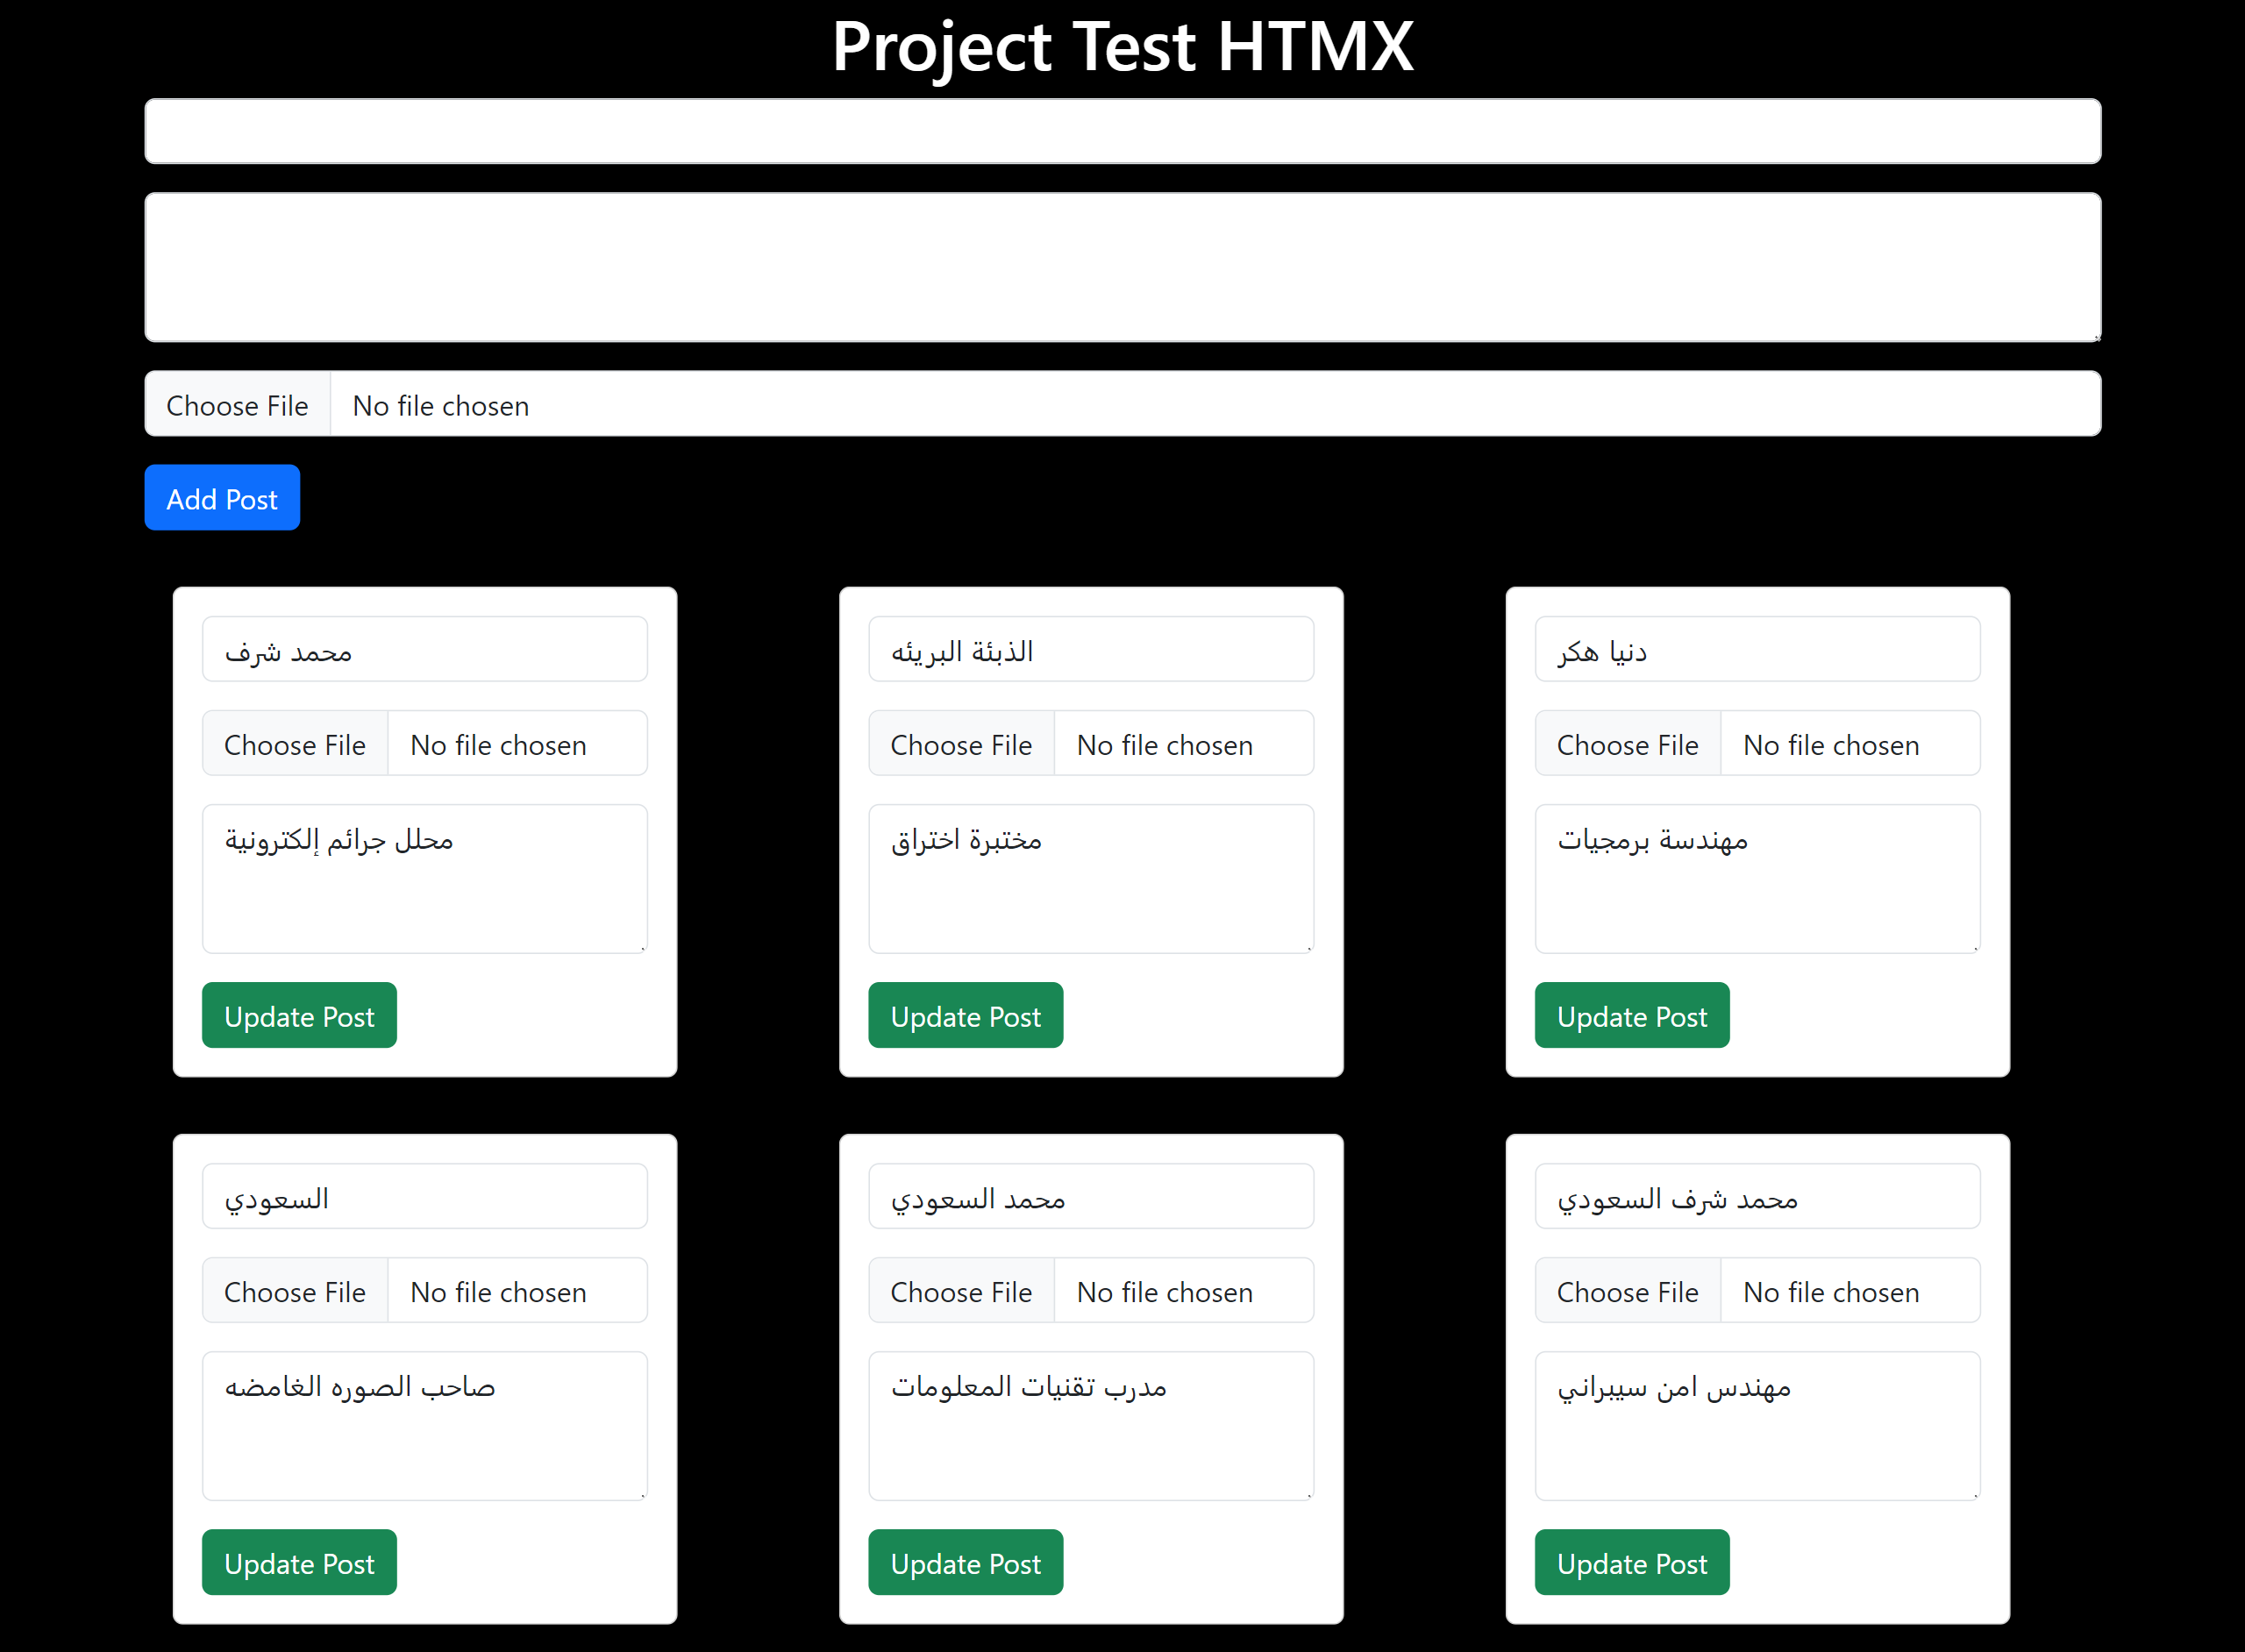 Project Test HTMX
Choose File No file chosen
Add Post
محمد شرف
Choose File No file chosen
محلل جرائم إلكترونية
Update Post
الذبئة البريئه
Choose File No file chosen
مختبرة اختراق
Update Post
دنيا هكر
Choose File No file chosen
مهندسة برمجيات
Update Post
السعودي
Choose File No file chosen
صاحب الصوره الغامضه
Update Post
محمد السعودي
Choose File No file chosen
مدرب تقنيات المعلومات
Update Post
محمد شرف السعودي
Choose File No file chosen
مهندس امن سيبراني
Update Post